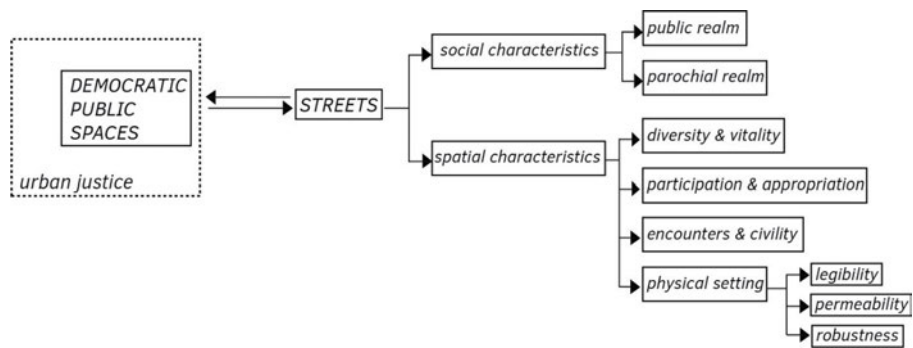 DEMOCRATIC
PUBLIC
SPACES
urban justice
STREETS
social characteristics
public realm
parochial realm
spatial characteristics
diversity & vitality
participation & appropriation
encounters & civility
physical setting
legibility
permeability
robustness